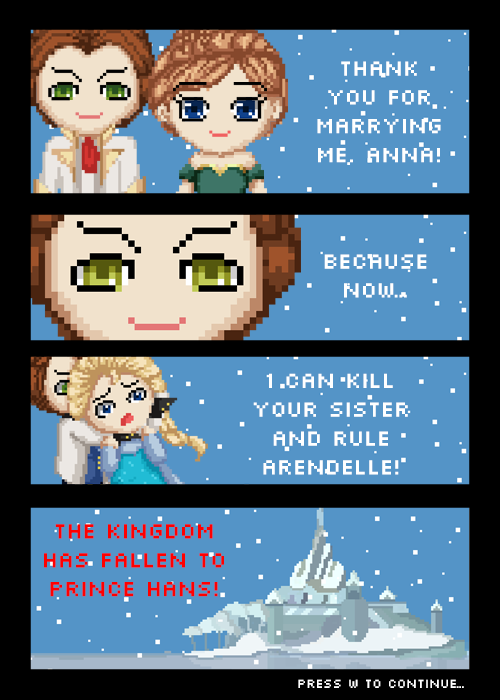 THANK
YOU FOR
MARRYING
ME, ANNA!
BECAUSE
NOW...
I CAN KILL
YOUR SISTER
AND RULE
ARENDELLE!
THE KINGDOM
HAS FALLEN TO
PRINCE HANS!
PRESS W TO CONTINUE...